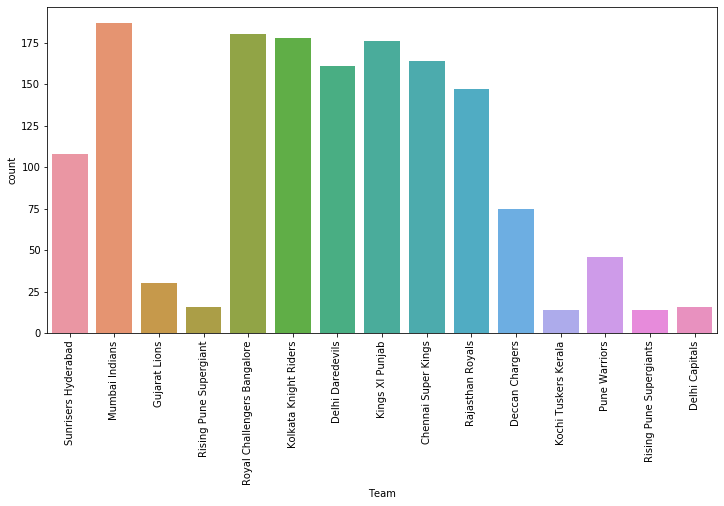 175
150
125
100
75
50
25
0
count
Sunrisers Hyderabad
Mumbai Indians
Gujarat Lions
Rising Pune Supergiant
Royal Challengers Bangalore
Kolkata Knight Riders
Delhi Daredevils
Kings XI Punjab
Chennai Super Kings
Rajasthan Royals
Deccan Chargers
Kochi Tuskers Kerala
Pune Warriors
Rising Pune Supergiants
Delhi Capitals
Team